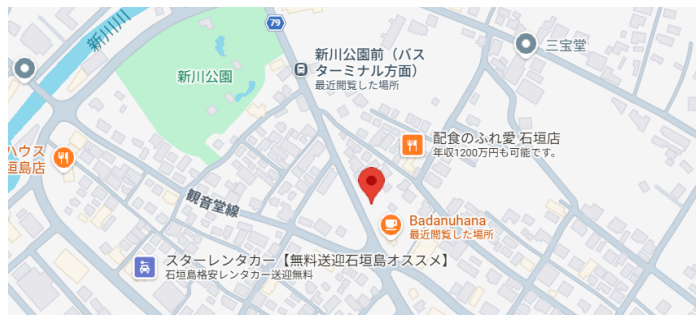 79
新川川
新川公園前（バス
ターミナル方面）
最近閲覧した場所
三宝堂
新川公園
配食のふれ愛 石垣店
年収1200万円も可能です。
ハウス
垣島店
観音堂線
Badanuhana
最近閲覧した場所
スターレンタカー【無料送迎石垣島オススメ】
石垣島格安レンタカー送迎無料